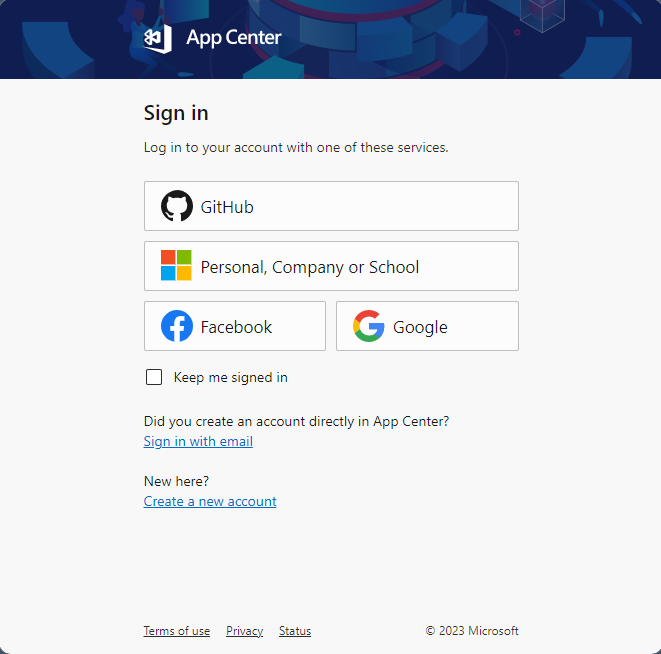 App Center
Sign in
Log in to your account with one of these services.
GitHub
Personal, Company or School
Facebook
Google
Keep me signed in
Did you create an account directly in App Center?
Sign in with email
New here?
Create a new account
Terms of use Privacy Status © 2023 Microsoft